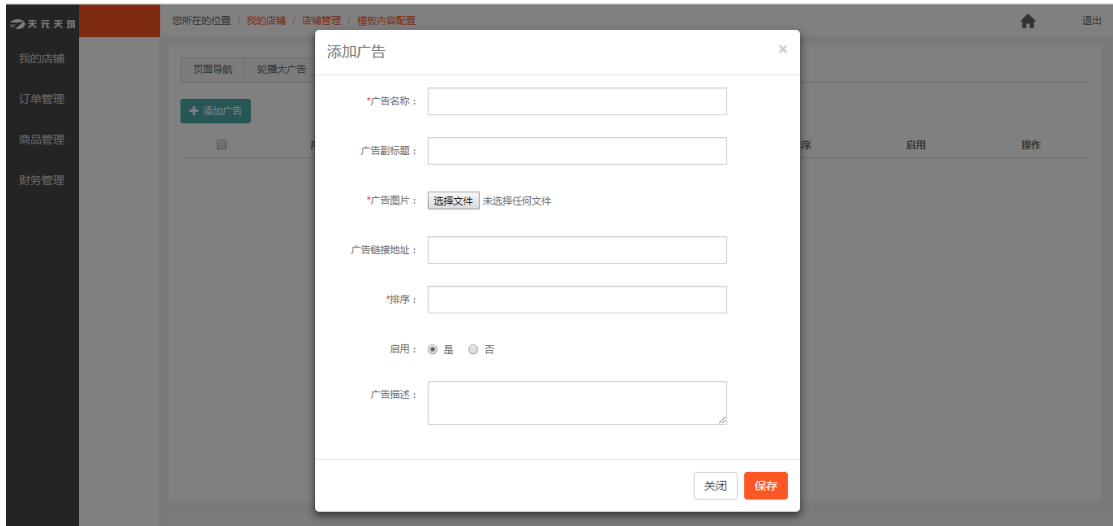 天元天筑
您所在的位置 / 我的店铺 / 店铺管理 / 模板内容配置
退出
我的店铺
订单管理
商品管理
财务管理
页面导航
轮播大广告
+ 添加广告
序
启用
操作
添加广告
×
*广告名称：
广告副标题：
*广告图片： 选择文件 未选择任何文件
广告链接地址：
*排序：
启用： 是 否
广告描述：
关闭 保存